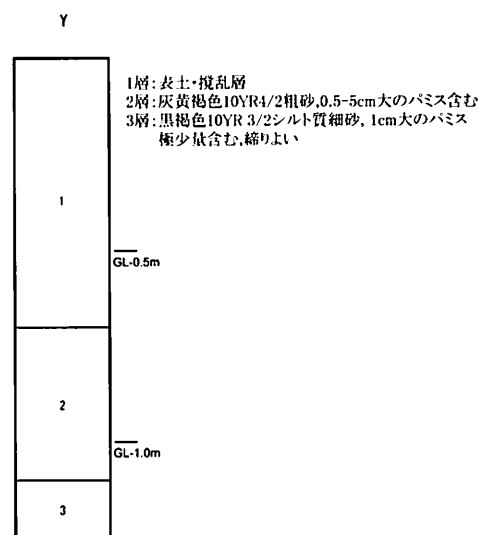 Y
1層:表土・撹乱層
2層:灰黄褐色10YR4/2粗砂,0.5-5cm大のパミス含む
3層:黒褐色10YR 3/2シルト質細砂, 1cm大のパミス
極少量含む,締りよい
1
GL-0.5m
2
GL-1.0m
3